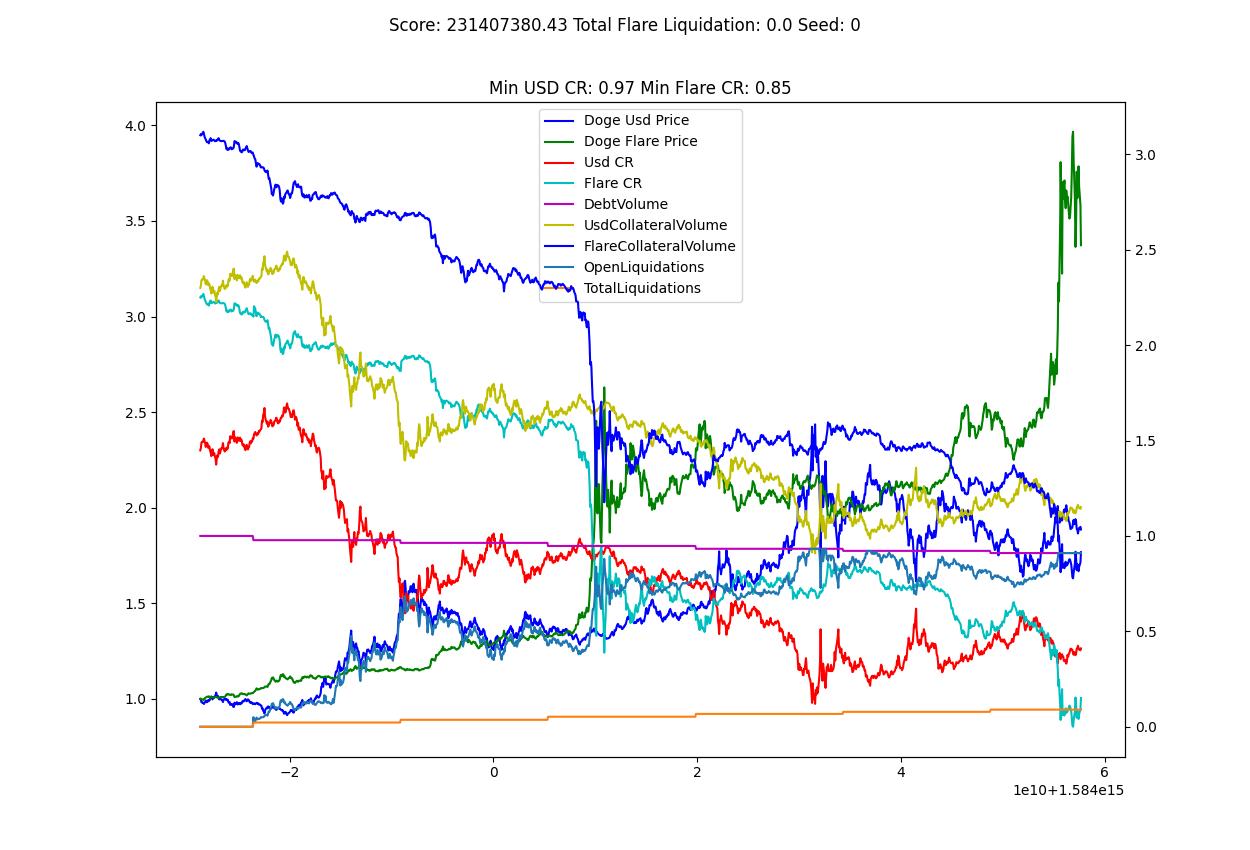 Score: 231407380.43 Total Flare Liquidation: 0.0 Seed: 0
Min USD CR: 0.97 Min Flare CR: 0.85
Doge Usd Price
Doge Flare Price
Usd CR
Flare CR
DebtVolume
UsdCollateralVolume
FlareCollateralVolume
OpenLiquidations
TotalLiquidations
4.0
3.5
3.0
2.5
2.0
1.5
1.0
3.0
2.5
2.0
1.5
1.0
0.5
0.0
−2 0 2 4 6
1e10+1.584e15